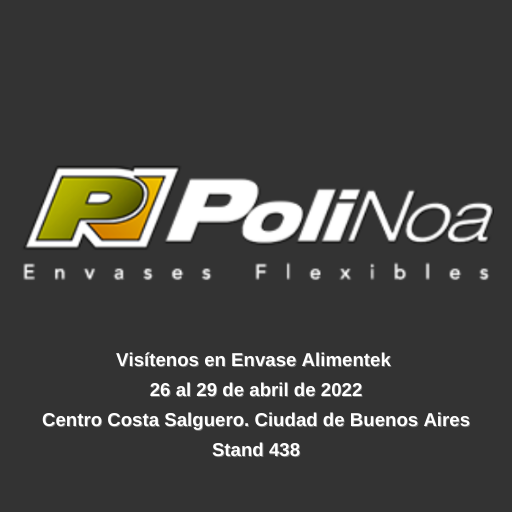 PoliNoa
Envases Flexibles
Visítenos en Envase Alimentek
26 al 29 de abril de 2022
Centro Costa Salguero. Ciudad de Buenos Aires
Stand 438